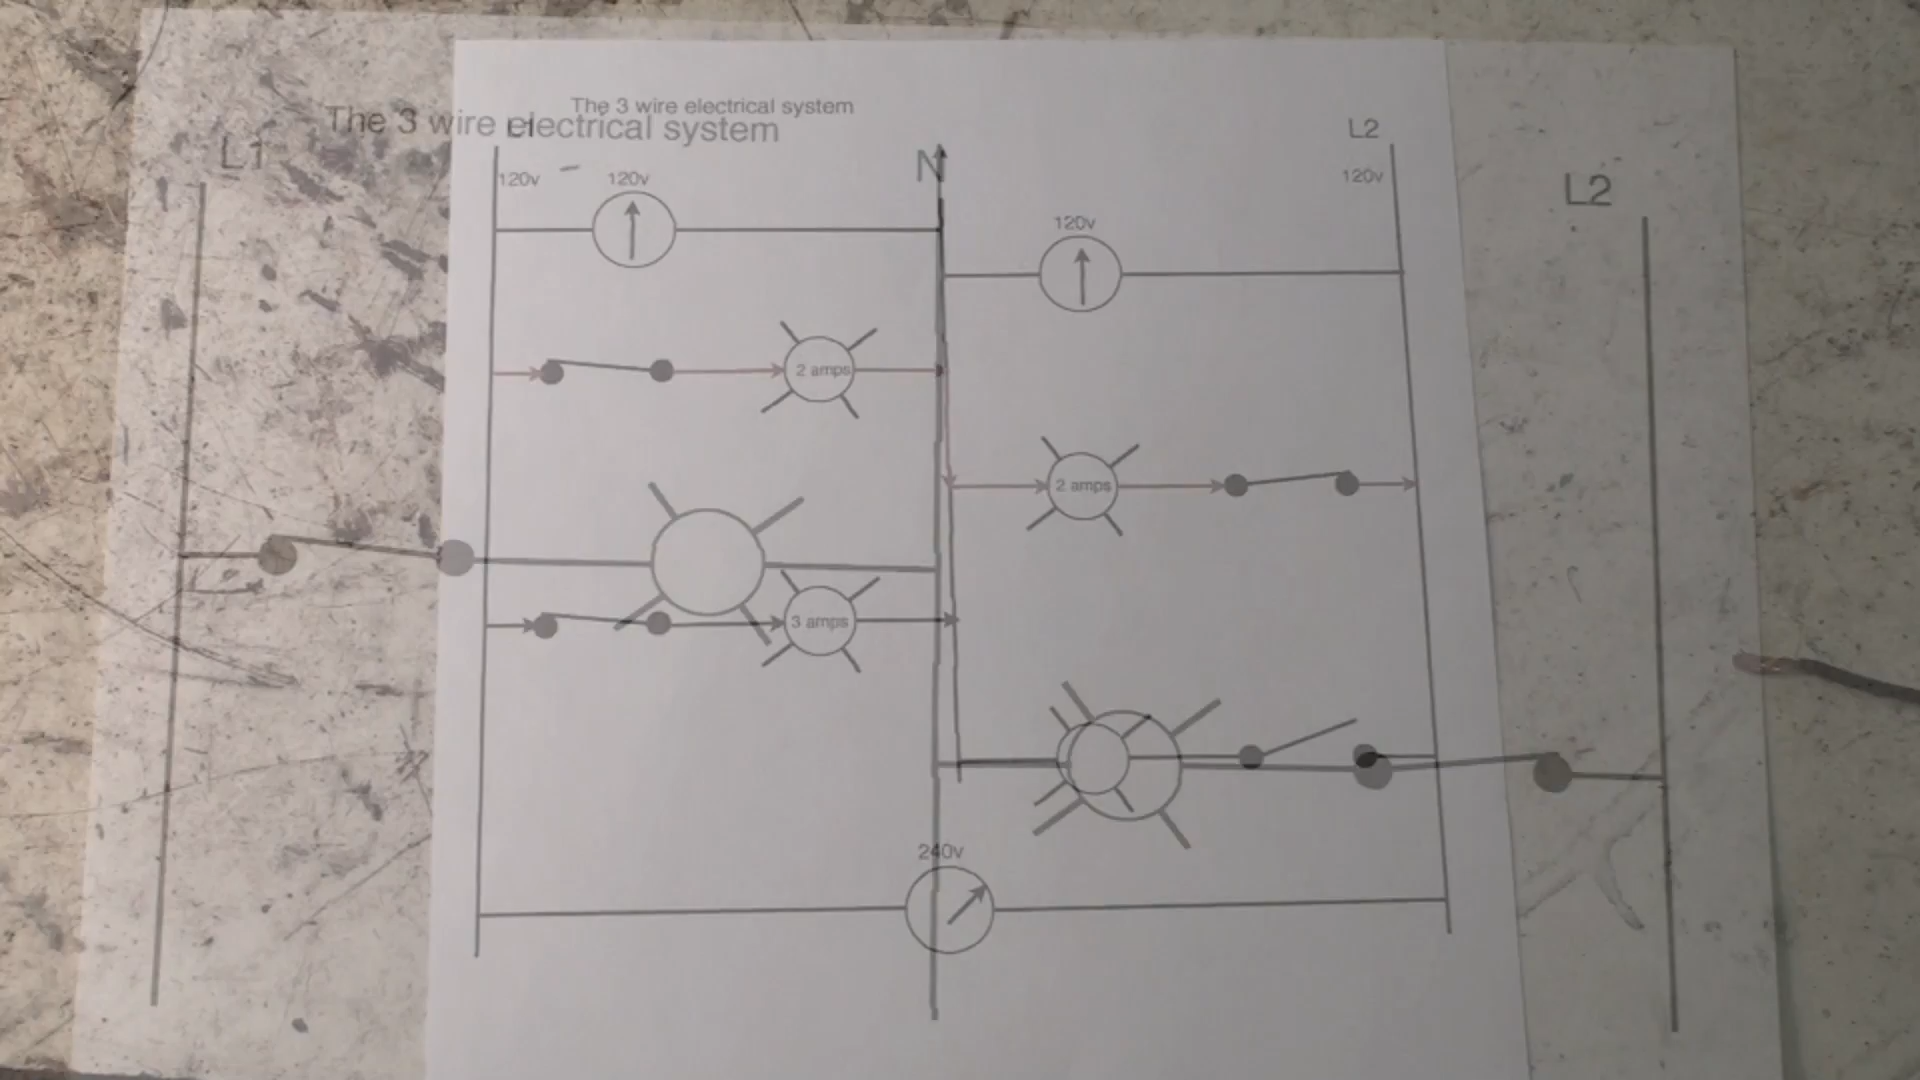 The 3 wire electrical system
The 3 wire electrical system
L1
L1
N
L2
L2
120v
120v
120v
120v
2 amps
2 amps
3 amps
240v